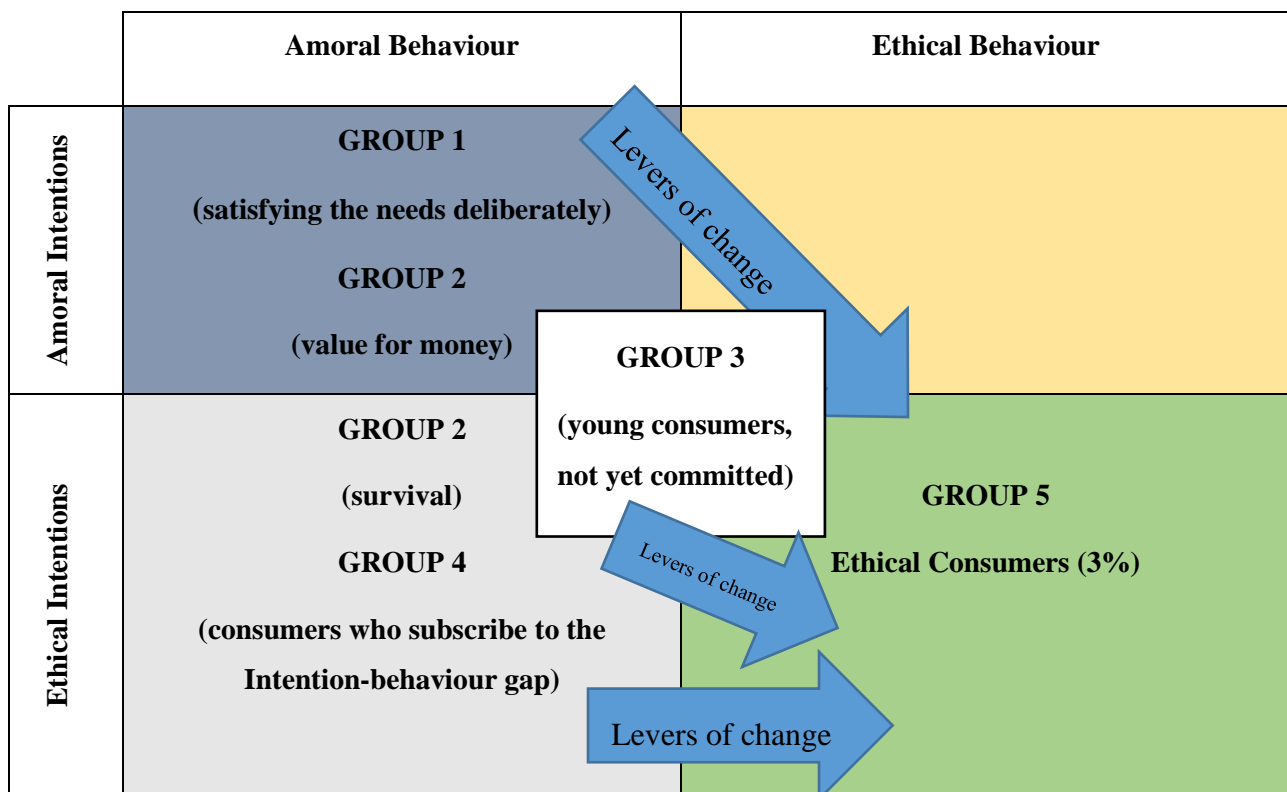 Amoral Behaviour
Ethical Behaviour
Amoral Intentions
GROUP 1
(satisfying the needs deliberately)
GROUP 2
(value for money)
Levers of change
GROUP 3
(young consumers,
not yet committed)
Ethical Intentions
GROUP 2
(survival)
GROUP 4
(consumers who subscribe to the
Intention-behaviour gap)
Levers of change
Levers of change
GROUP 5
Ethical Consumers (3%)